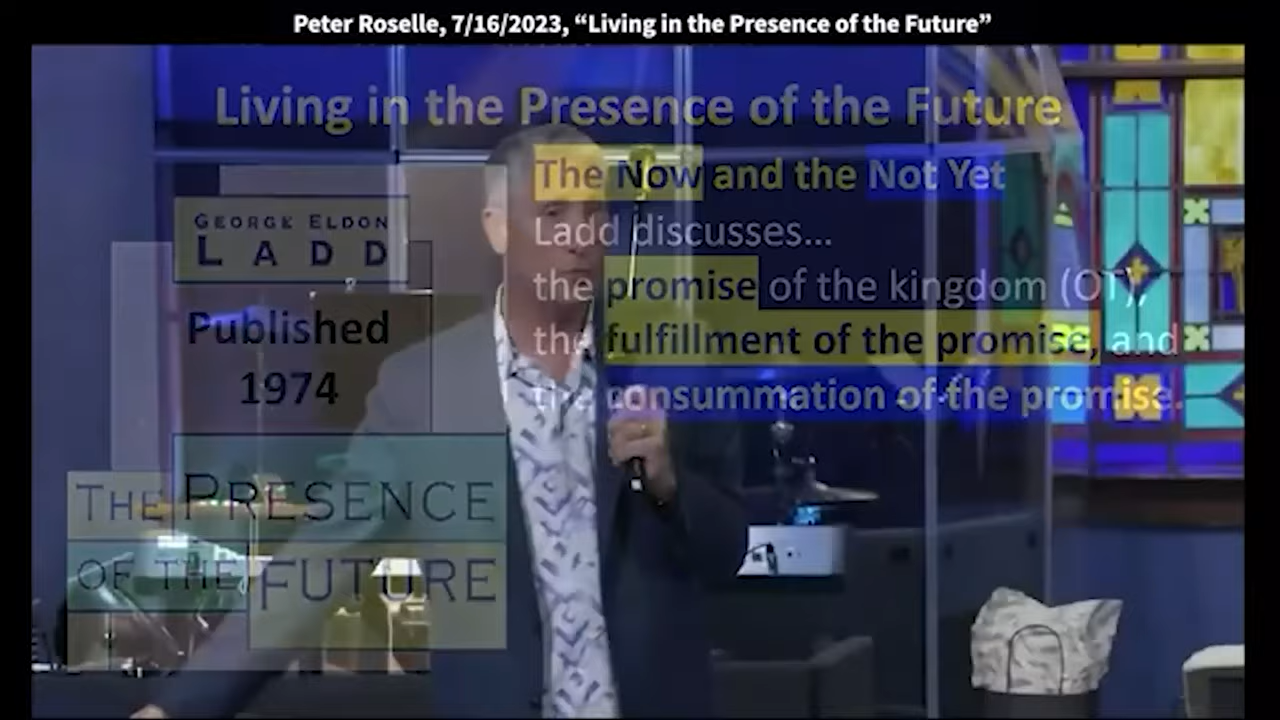 Peter Roselle, 7/16/2023, “Living in the Presence of the Future”
Living in the Presence of the Future
The Now and the Not Yet
Ladd discusses...
the promise of the kingdom (OT),
the fulfillment of the promise, and
the consummation of the promise.
GEORGE ELDON
LADD
Published
1974
THE PRESENCE
OF THE FUTURE